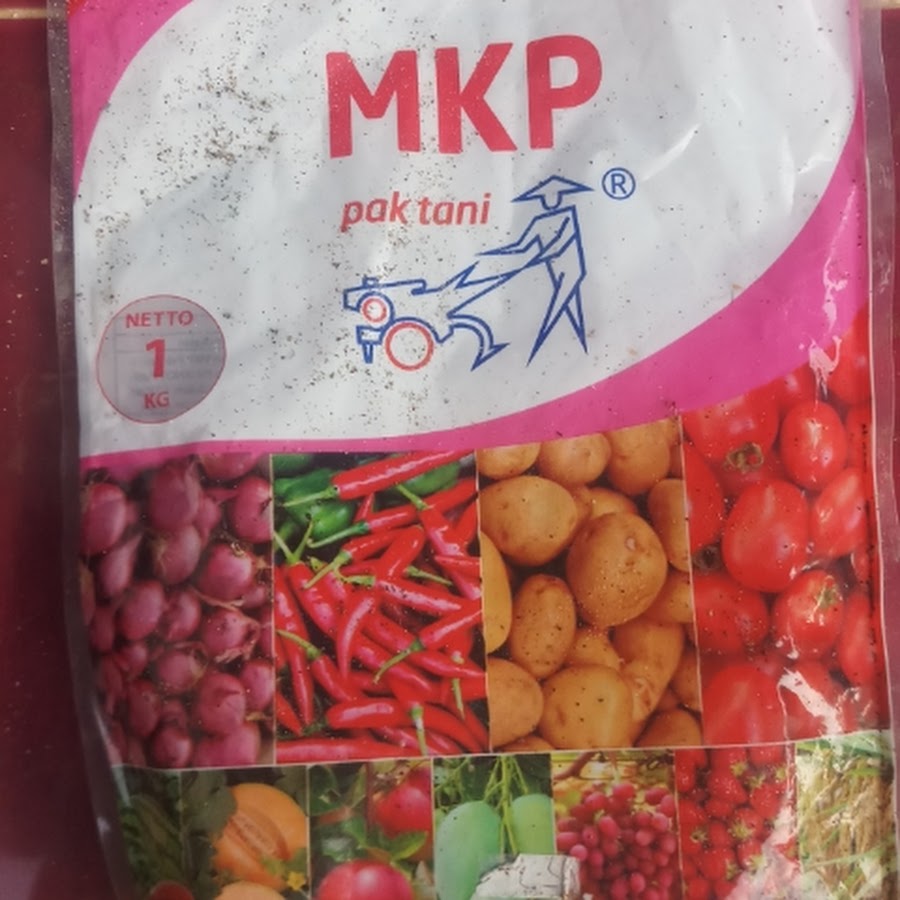 MKP
pak tani ®
NETTO
1
KG